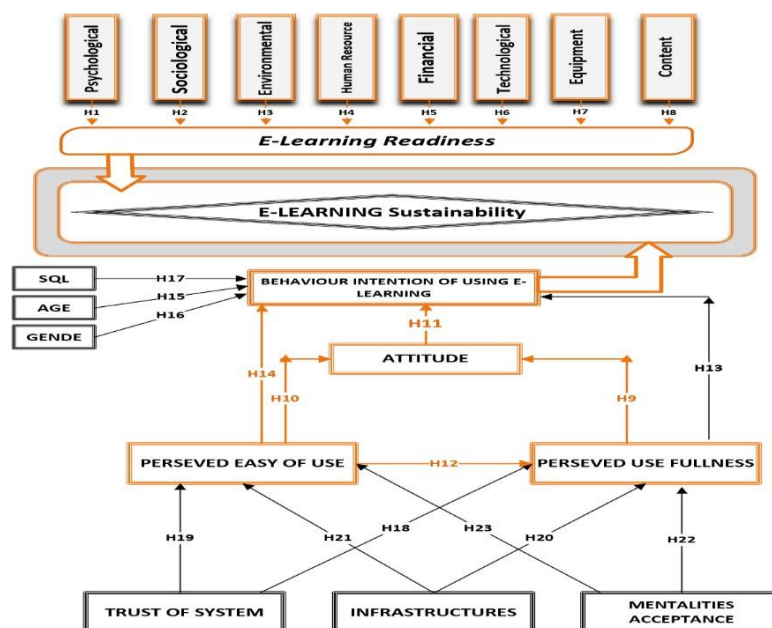 Psychological
Sociological
Environmental
Human Resource
Financial
Technological
Equipment
Content
H1
H2
H3
H4
H5
H6
H7
H8
E-Learning Readiness
E-LEARNING Sustainability
SQL
H17
BEHAVIOUR INTENTION OF USING E-
LEARNING
AGE
H15
H16
GENDE
H11
ATTITUDE
H14
H10
H9
H13
PERSEVED EASY OF USE
H12
PERSEVED USE FULLNESS
H19
H21
H18
H23
H20
H22
TRUST OF SYSTEM
INFRASTRUCTURES
MENTALITIES
ACCEPTANCE